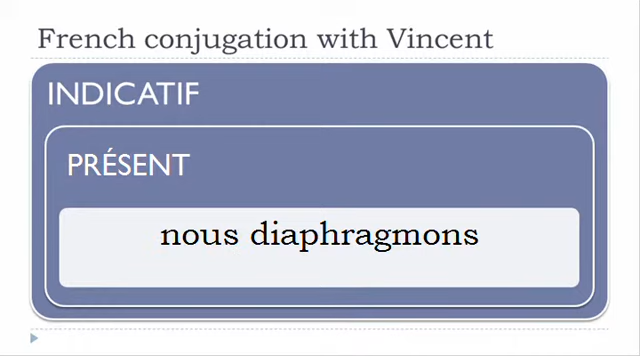 French conjugation with Vincent
INDICATIF
PRÉSENT
nous diaphragmons